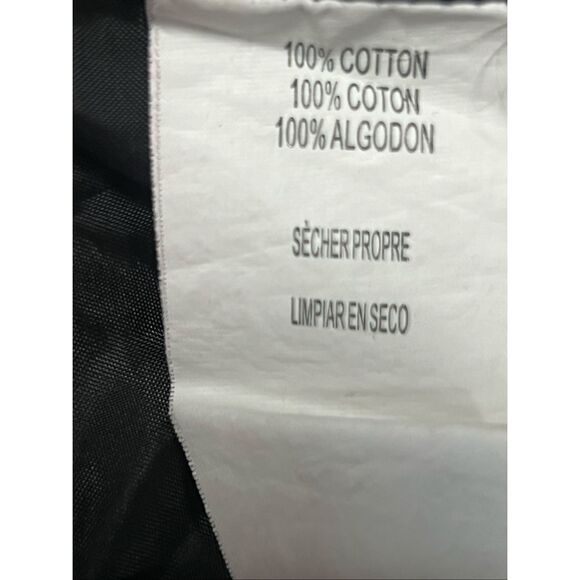 100% COTTON
100% COTON
100% ALGODON
SÈCHER PROPRE
LIMPIAR EN SECO